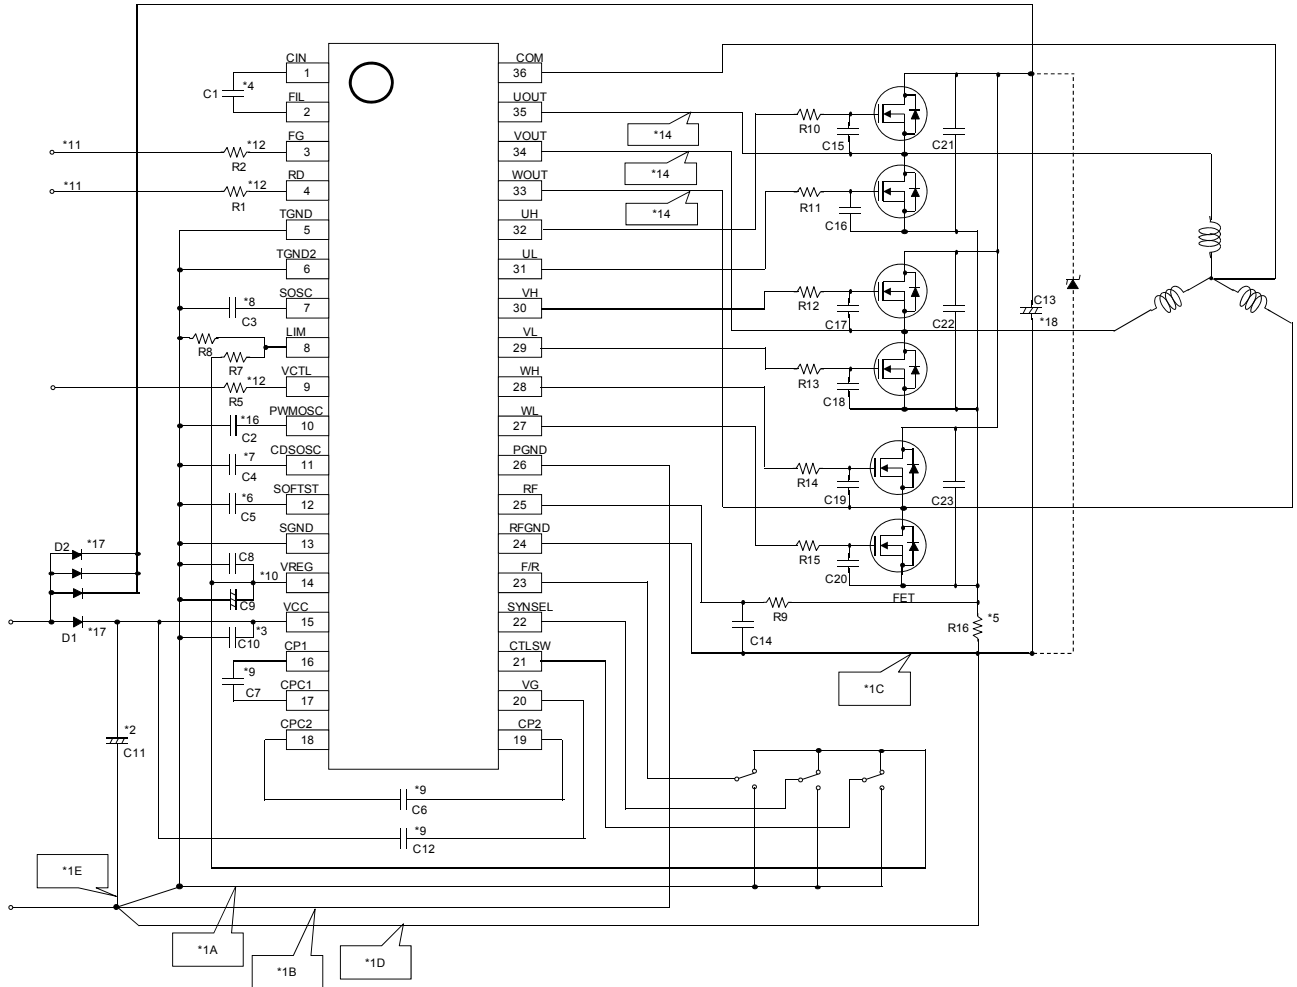 CIN
1
*4
C1
FIL
2
*11
FG
3
*12
R2
*11
RD
4
*12
R1
TGND
5
TGND2
6
SOSC
7
*8
C3
LIM
8
R8
R7
VCTL
9
*12
R5
PWMOSC
10
*16
C2
CDSOSC
11
*7
C4
SOFTST
12
*6
C5
SGND
13
C8
VREG
14
*10
C9
D2
*17
VCC
15
D1
*17
*3
C10
CP1
16
*9
C7
CPC1
17
CPC2
18
*2
C11
COM
36
UOUT
35
*14
VOUT
34
*14
WOUT
33
*14
UH
32
UL
31
VH
30
VL
29
WH
28
WL
27
PGND
26
RF
25
RFGND
24
F/R
23
SYNSEL
22
CTLSW
21
VG
20
CP2
19
R10
C15
C21
R11
C16
R12
C17
C22
C13
*18
R13
C18
R14
C19
C23
R15
C20
FET
R9
C14
R16
*5
*1C
*9
C6
*9
C12
*1E
*1A
*1B
*1D